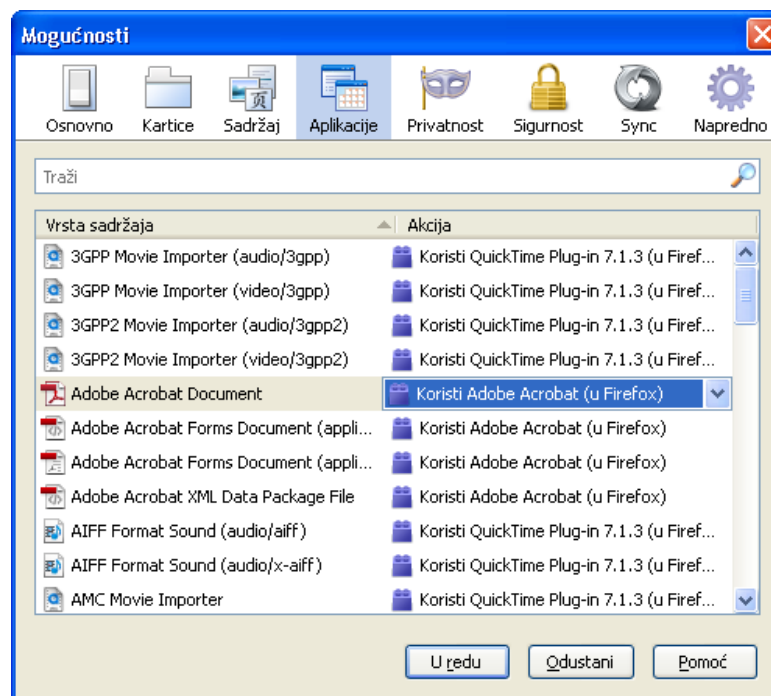 Mogućnosti
Osnovno Kartice Sadržaj Aplikacije Privatnost Sigurnost Sync Napredno
页
Traži
Vrsta sadržaja Akcija
3GPP Movie Importer (audio/3gpp) Koristi QuickTime Plug-in 7.1.3 (u Firef...
3GPP Movie Importer (video/3gpp) Koristi QuickTime Plug-in 7.1.3 (u Firef...
3GPP2 Movie Importer (audio/3gpp2) Koristi QuickTime Plug-in 7.1.3 (u Firef...
3GPP2 Movie Importer (video/3gpp2) Koristi QuickTime Plug-in 7.1.3 (u Firef...
Adobe Acrobat Document Koristi Adobe Acrobat (u Firefox)
Adobe Acrobat Forms Document (appli... Koristi Adobe Acrobat (u Firefox)
Adobe Acrobat Forms Document (appli... Koristi Adobe Acrobat (u Firefox)
Adobe Acrobat XML Data Package File Koristi Adobe Acrobat (u Firefox)
AIFF Format Sound (audio/aiff) Koristi QuickTime Plug-in 7.1.3 (u Firef...
AIFF Format Sound (audio/x-aiff) Koristi QuickTime Plug-in 7.1.3 (u Firef...
AMC Movie Importer Koristi QuickTime Plug-in 7.1.3 (u Firef...
U redu Odustani Pomoć